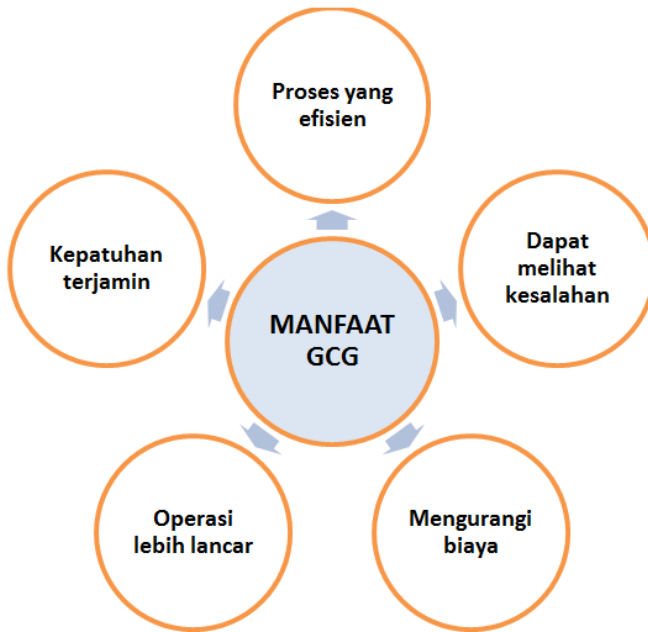 Proses yang
efisien
Dapat
melihat
kesalahan
Kepatuhan
terjamin
MANFAAT
GCG
Operasi
lebih lancar
Mengurangi
biaya